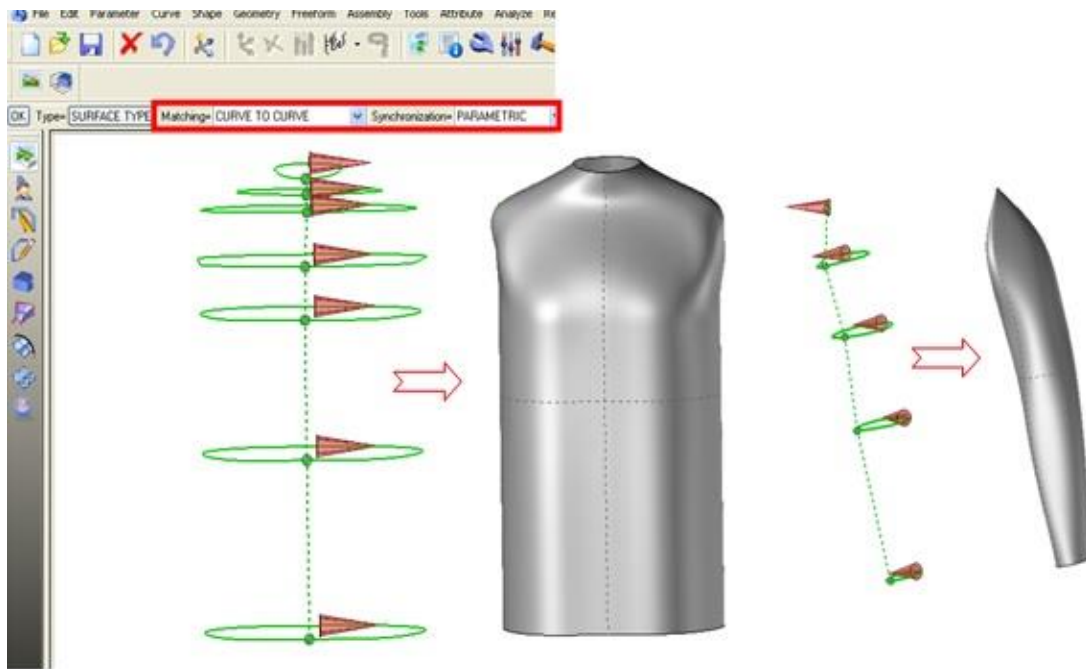 File Edit Parameter Curve Shape Geometry Freeform Assembly Tools Attribute Analyze Re
OK Type= SURFACE TYPE Matching= CURVE TO CURVE Synchronization= PARAMETRIC